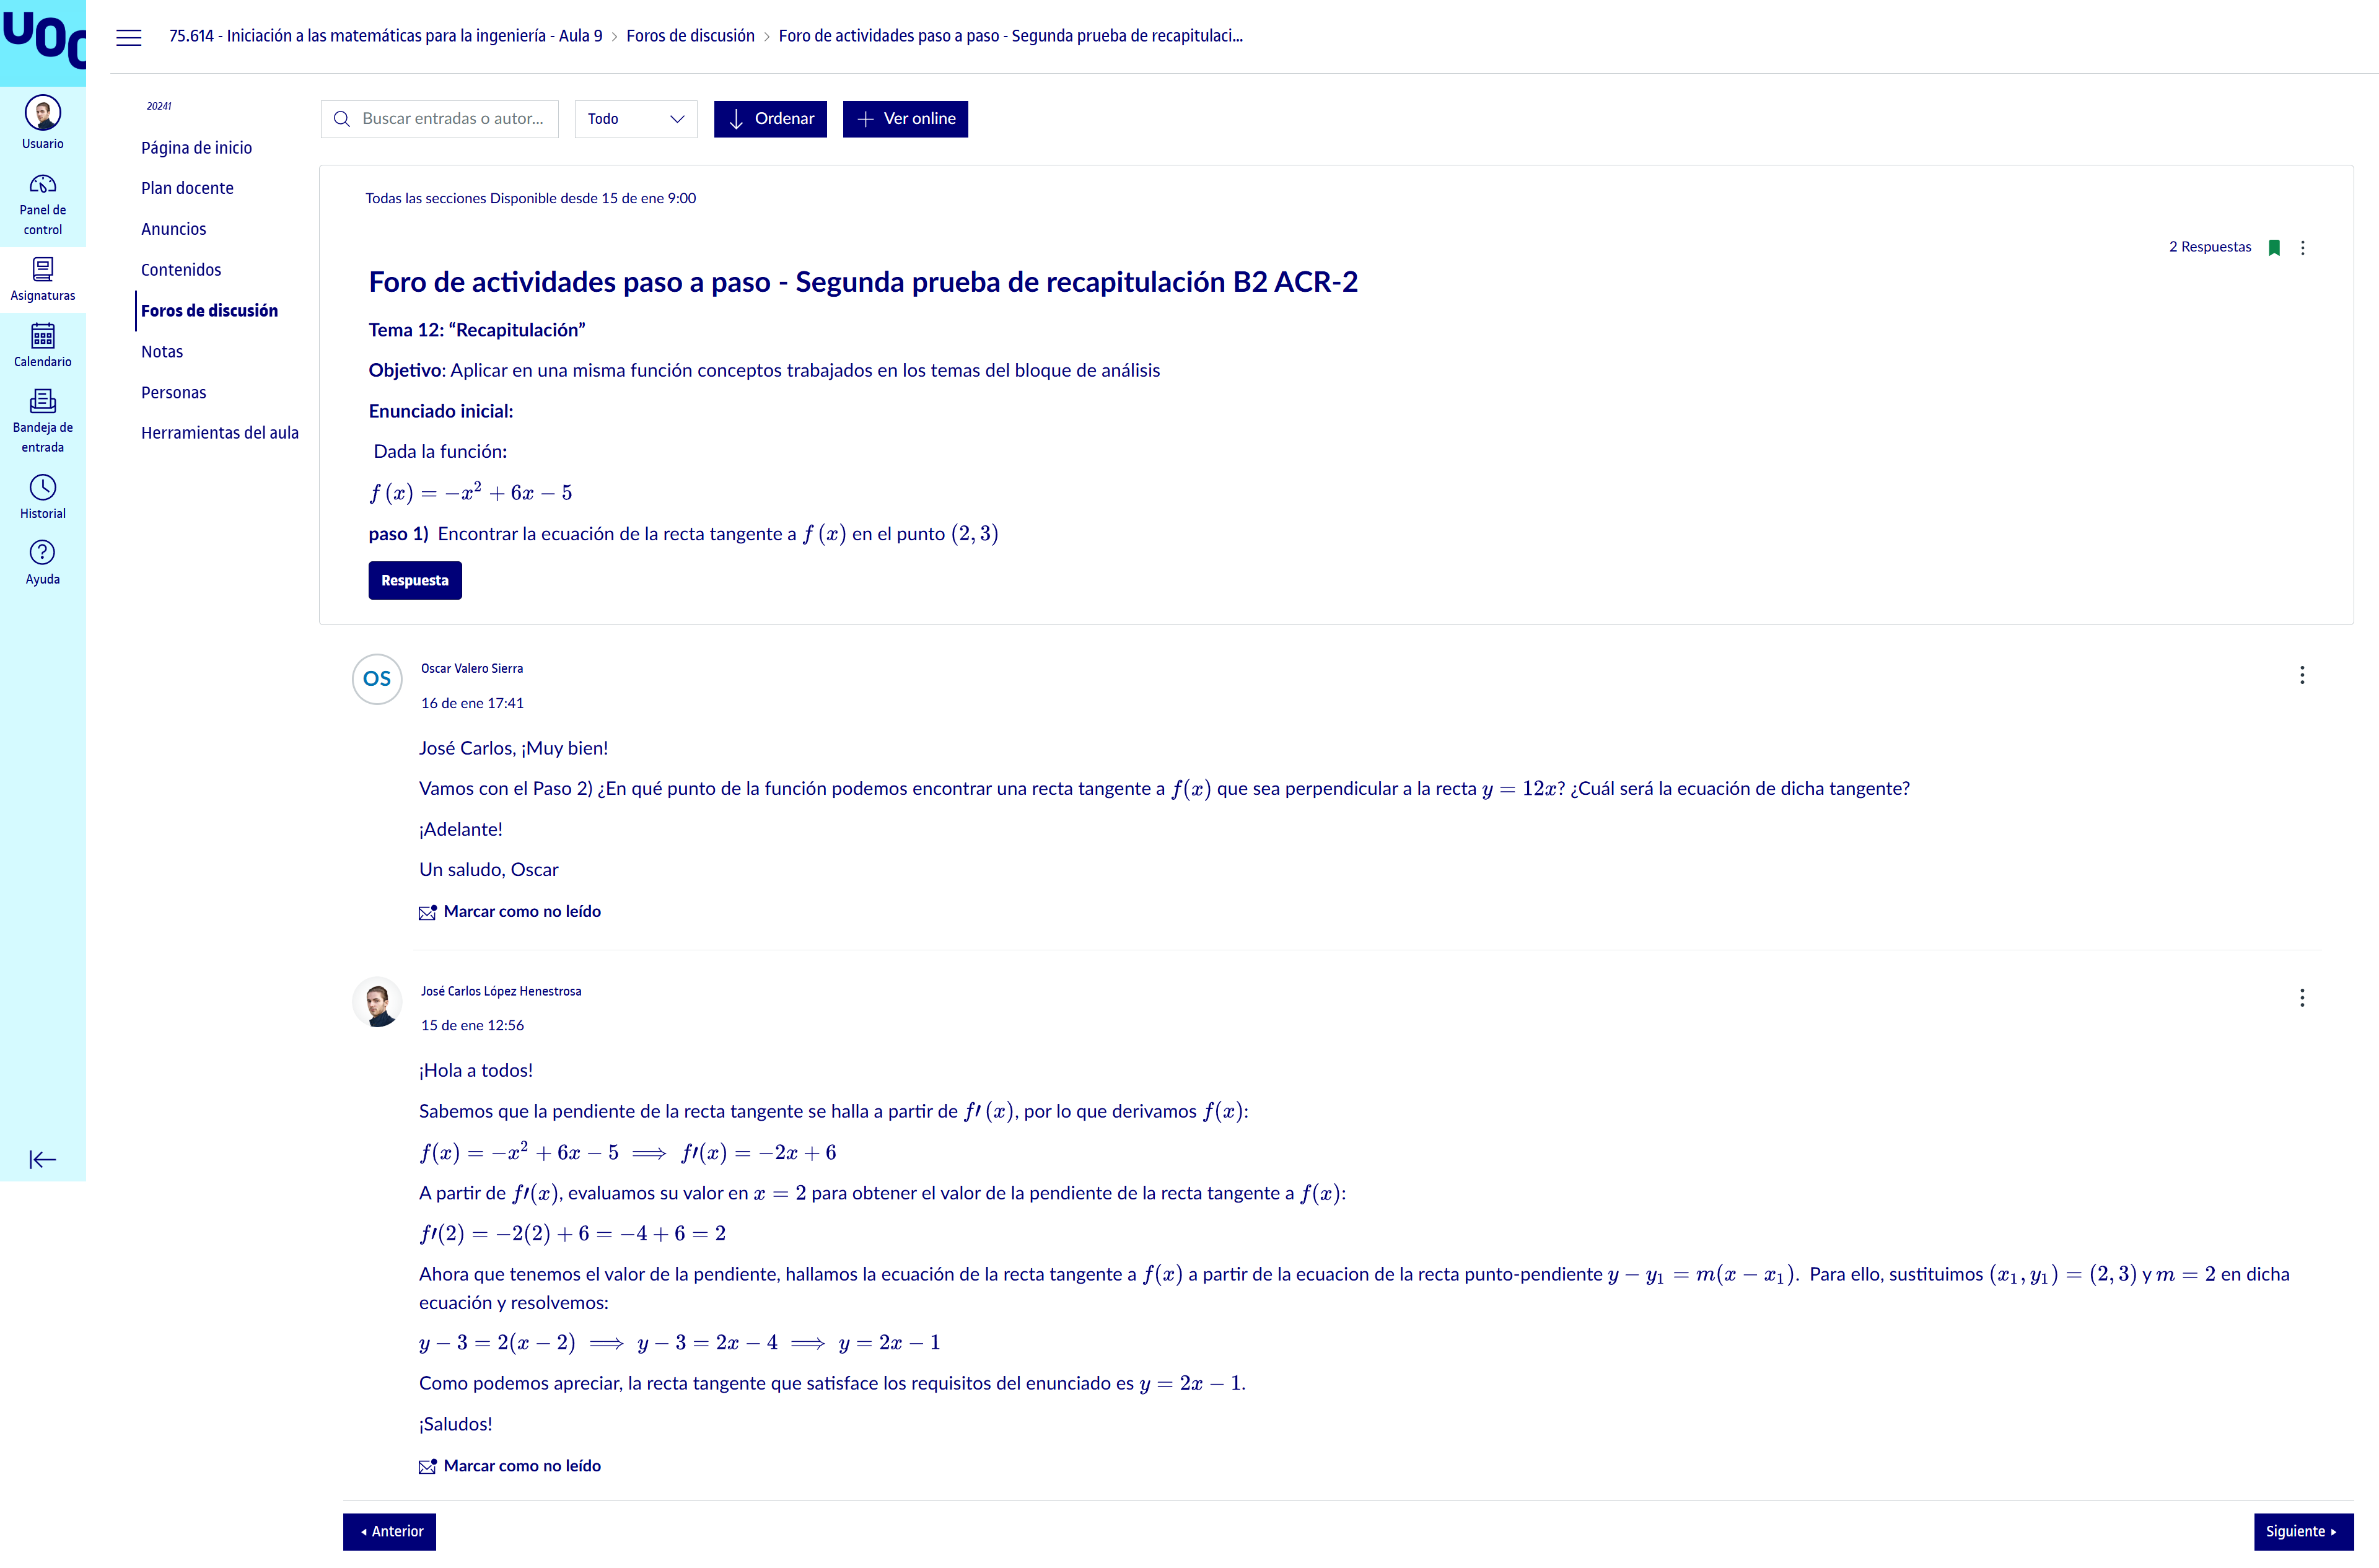 UOC
75.614 - Iniciación a las matemáticas para la ingeniería - Aula 9 > Foros de discusión > Foro de actividades paso a paso - Segunda prueba de recapitulaci...
Usuario
Panel de
control
Asignaturas
Calendario
Bandeja de
entrada
Historial
Ayuda
20241
Página de inicio
Plan docente
Anuncios
Contenidos
Foros de discusión
Notas
Personas
Herramientas del aula
Buscar entradas o autor...
Todo
Ordenar
Ver online
Todas las secciones Disponible desde 15 de ene 9:00
2 Respuestas
Foro de actividades paso a paso - Segunda prueba de recapitulación B2 ACR-2
Tema 12: “Recapitulación”
Objetivo: Aplicar en una misma función conceptos trabajados en los temas del bloque de análisis
Enunciado inicial:
Dada la función:
f (x) = −x² + 6x − 5
paso 1) Encontrar la ecuación de la recta tangente a f (x) en el punto (2, 3)
Respuesta
OS
Oscar Valero Sierra
16 de ene 17:41
José Carlos, ¡Muy bien!
Vamos con el Paso 2) ¿En qué punto de la función podemos encontrar una recta tangente a f(x) que sea perpendicular a la recta y = 12x? ¿Cuál será la ecuación de dicha tangente?
¡Adelante!
Un saludo, Oscar
Marcar como no leído
José Carlos López Henestrosa
15 de ene 12:56
¡Hola a todos!
Sabemos que la pendiente de la recta tangente se halla a partir de f′ (x), por lo que derivamos f(x):
f(x) = −x² + 6x − 5 ⟹ f′(x) = −2x + 6
A partir de f′(x), evaluamos su valor en x = 2 para obtener el valor de la pendiente de la recta tangente a f(x):
f′(2) = −2(2) + 6 = −4 + 6 = 2
Ahora que tenemos el valor de la pendiente, hallamos la ecuación de la recta tangente a f(x) a partir de la ecuacion de la recta punto-pendiente y − y₁ = m(x − x₁). Para ello, sustituimos (x₁, y₁) = (2, 3) y m = 2 en dicha
ecuación y resolvemos:
y − 3 = 2(x − 2) ⟹ y − 3 = 2x − 4 ⟹ y = 2x − 1
Como podemos apreciar, la recta tangente que satisface los requisitos del enunciado es y = 2x − 1.
¡Saludos!
Marcar como no leído
Anterior
Siguiente